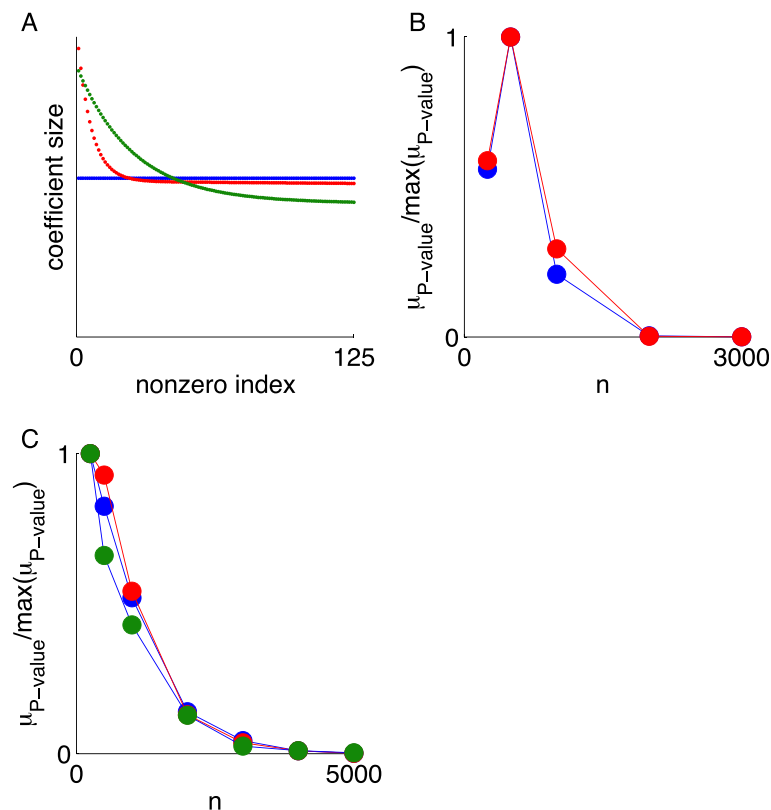 A
coefficient size
0
125
nonzero index
B
μP−value/max(μP−value)
1
0
0
3000
n
C
μP−value/max(μP−value)
1
0
0
5000
n